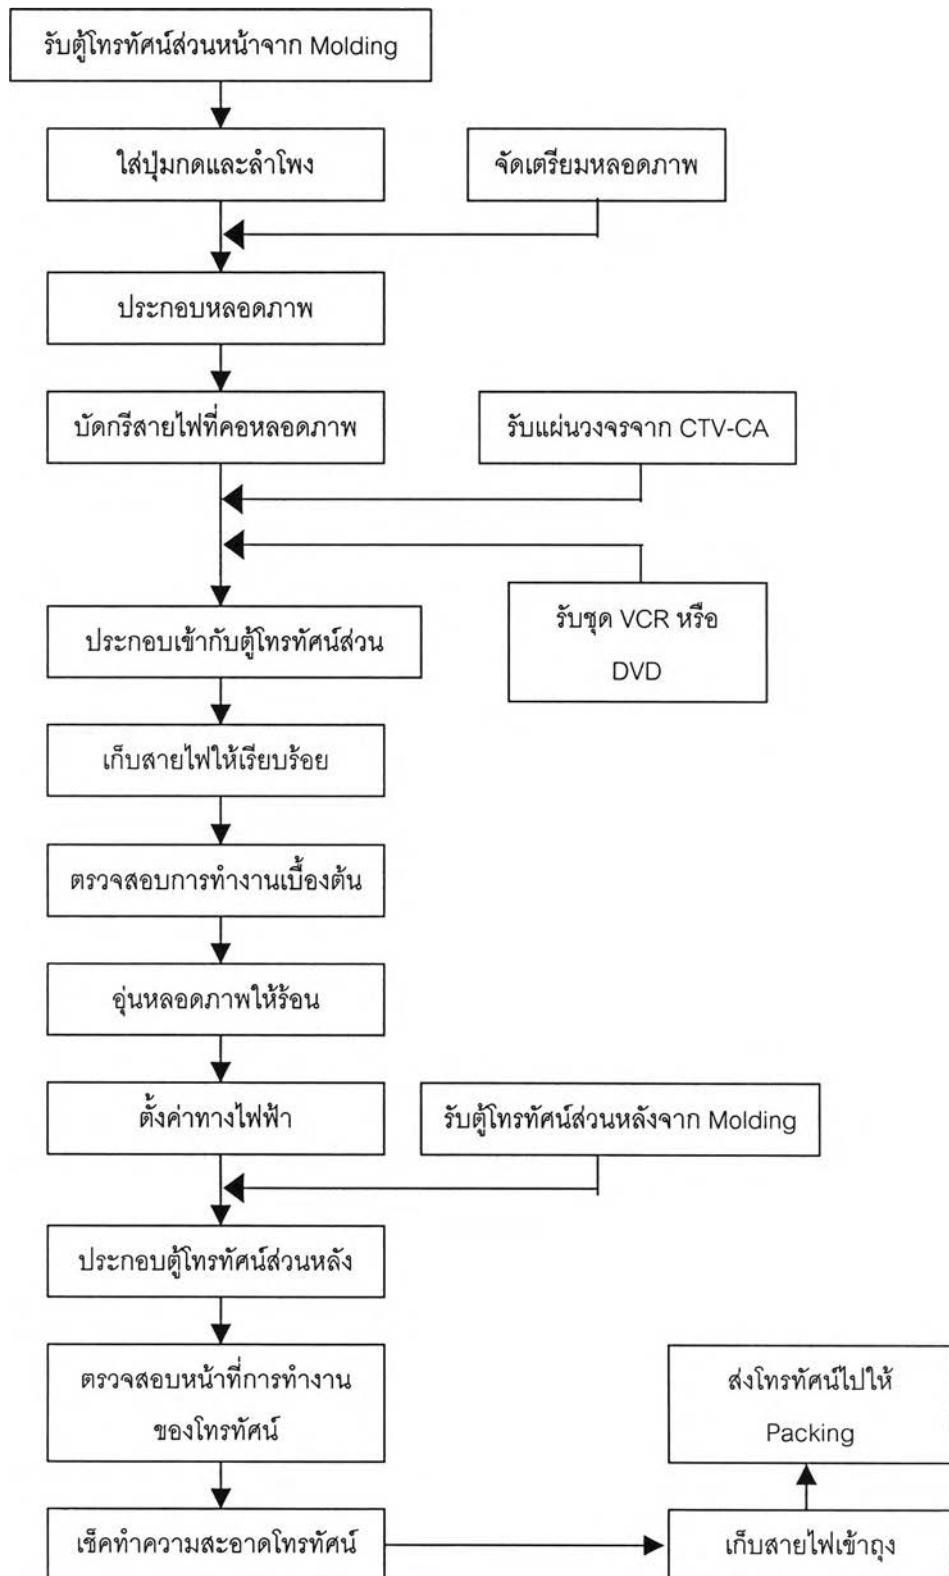 รับตู้โทรทัศน์ส่วนหน้าจาก Molding
ใส่ปุ่มกดและลำโพง
จัดเตรียมหลอดภาพ
ประกอบหลอดภาพ
บัดกรีสายไฟที่คอหลอดภาพ
รับแผ่นวงจรจาก CTV-CA
ประกอบเข้ากับตู้โทรทัศน์ส่วน
รับชุด VCR หรือ
DVD
เก็บสายไฟให้เรียบร้อย
ตรวจสอบการทำงานเบื้องต้น
อุ่นหลอดภาพให้ร้อน
ตั้งค่าทางไฟฟ้า
รับตู้โทรทัศน์ส่วนหลังจาก Molding
ประกอบตู้โทรทัศน์ส่วนหลัง
ตรวจสอบหน้าที่การทำงาน
ของโทรทัศน์
ส่งโทรทัศน์ไปให้
Packing
เช็คทำความสะอาดโทรทัศน์
เก็บสายไฟเข้าถุง